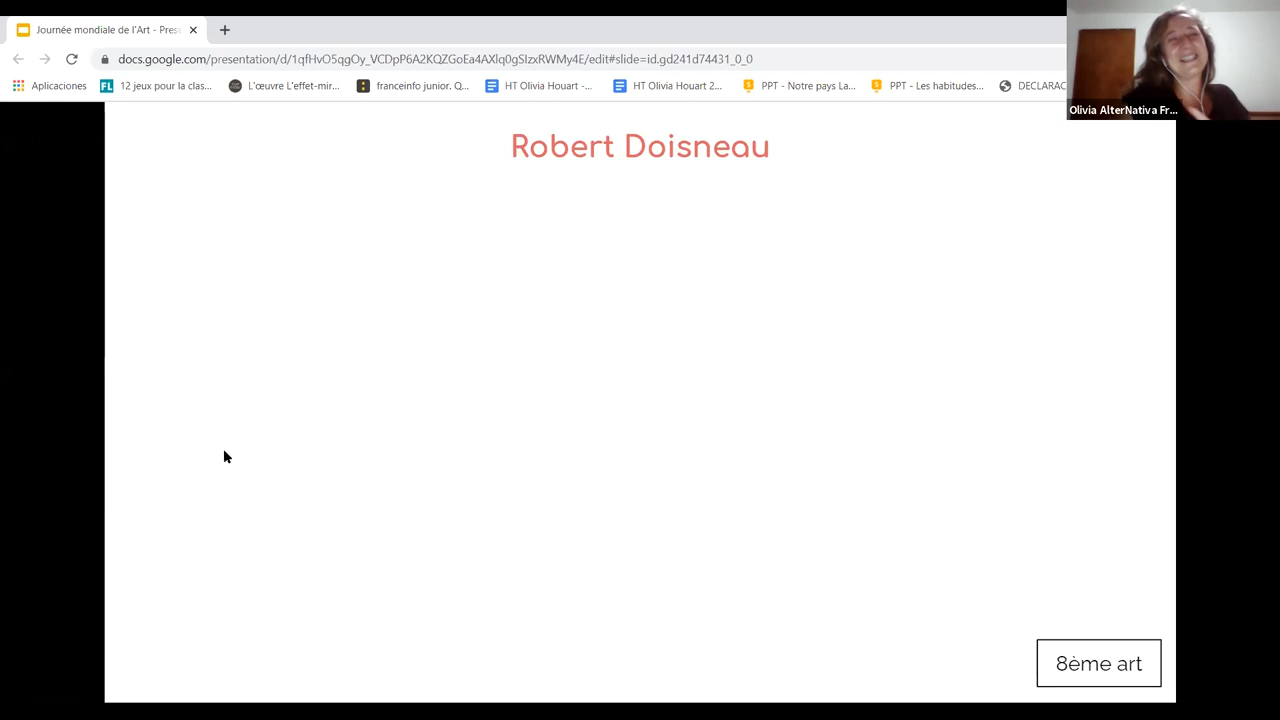 Journée mondiale de l'Art - Pres
docs.google.com/presentation/d/1qfHvO5qgOy_VCDpP6A2KQZGoEa4AXlq0gSIzxRWMy4E/edit#slide=id.gd241d74431_0_0
Aplicaciones
12 jeux pour la clas...
L'œuvre L'effet-mir...
franceinfo junior. Q...
HT Olivia Houart -...
HT Olivia Houart 2...
PPT - Notre pays La...
PPT - Les habitudes...
DECLARAC
Olivia AlterNativa Fr...
Robert Doisneau
8ème art